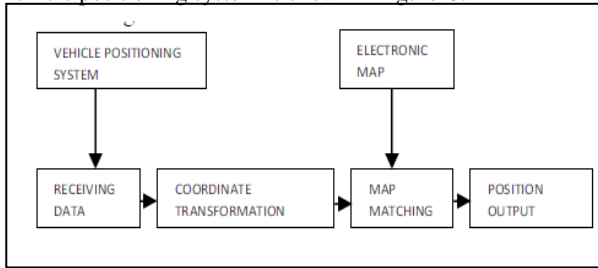 VEHICLE POSITIONING
SYSTEM
ELECTRONIC
MAP
RECEIVING
DATA
COORDINATE
TRANSFORMATION
MAP
MATCHING
POSITION
OUTPUT